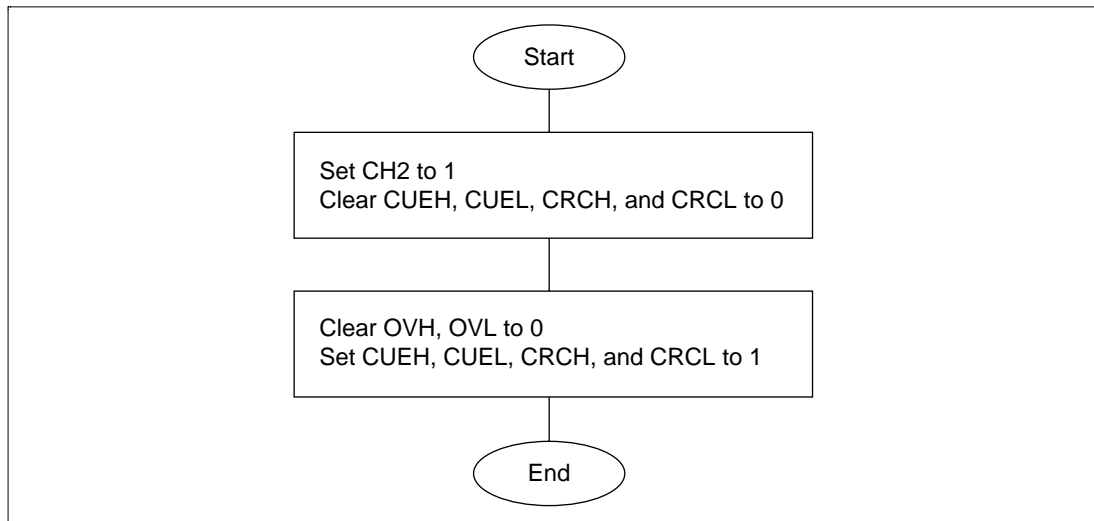 Start
Set CH2 to 1
Clear CUEH, CUEL, CRCH, and CRCL to 0
Clear OVH, OVL to 0
Set CUEH, CUEL, CRCH, and CRCL to 1
End